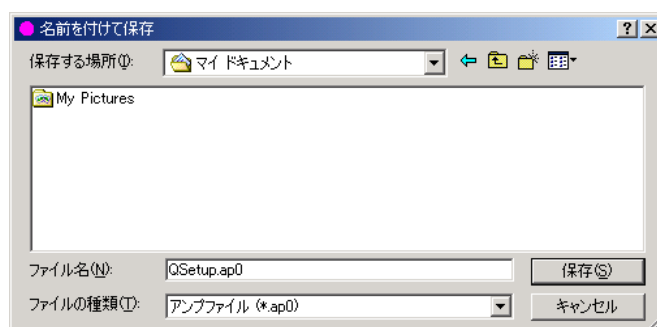 名前を付けて保存
保存する場所(I): マイ ドキュメント
My Pictures
ファイル名(N): QSetup.ap0 保存(S)
ファイルの種類(T): アンプファイル (*.ap0) キャンセル